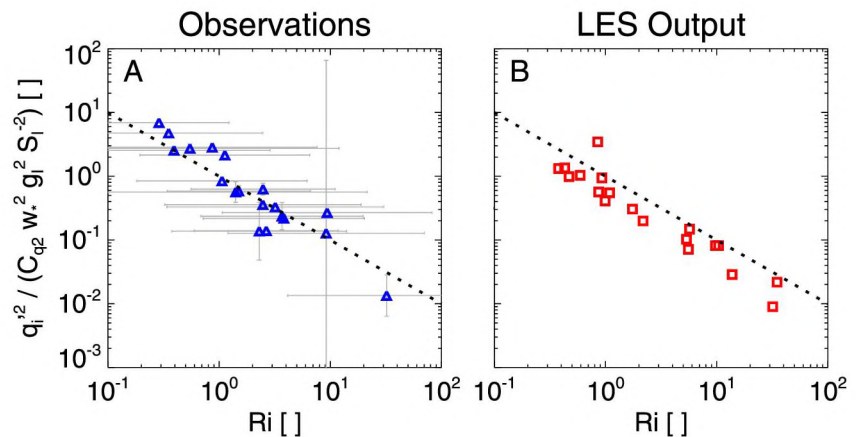 Observations
LES Output
q_i'^2 / (C_q2 w_*^2 g_i^2 S_i^-2) [ ]
10^2
10^1
10^0
10^-1
10^-2
10^-3
A
B
10^-1 10^0 10^1 10^2
10^-1 10^0 10^1 10^2
Ri [ ]
Ri [ ]